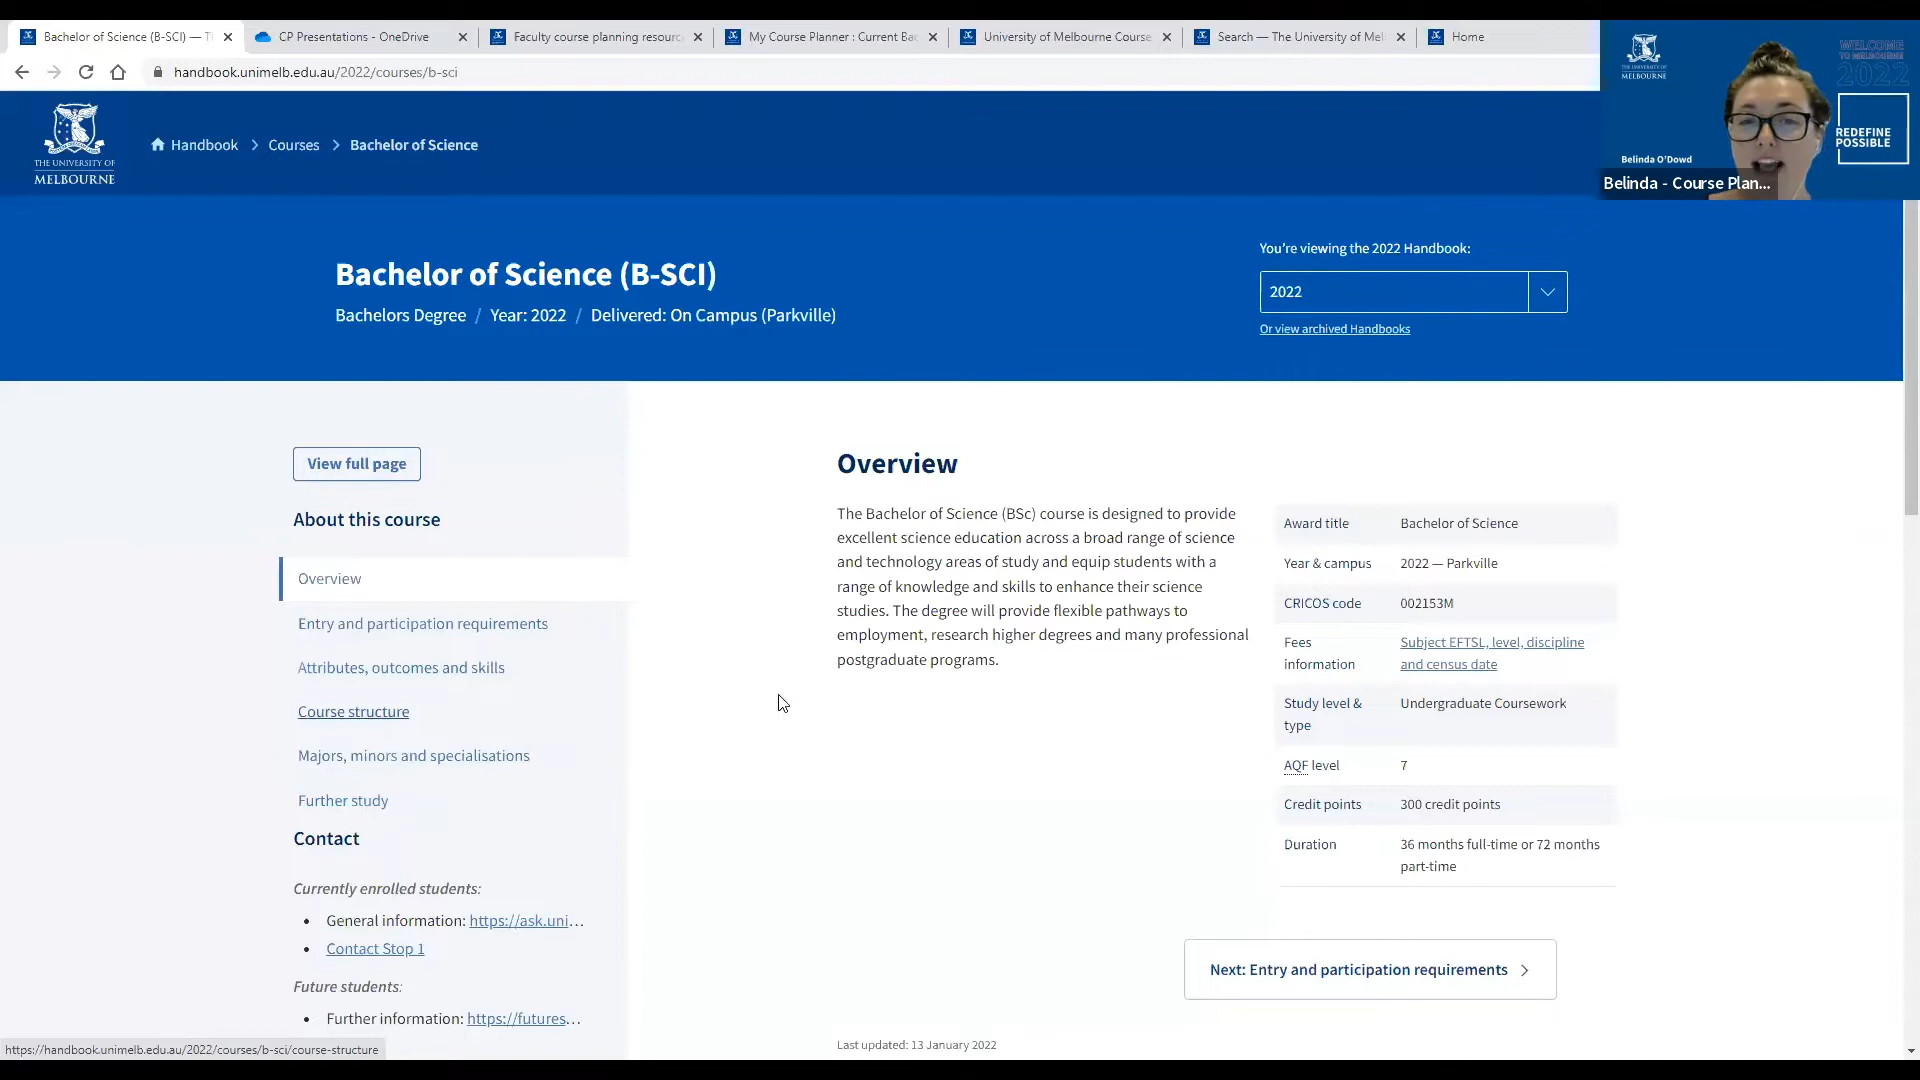 Bachelor of Science (B-SCI) — T
CP Presentations - OneDrive
Faculty course planning resourc
My Course Planner : Current Bac
University of Melbourne Course
Search — The University of Mel
Home
handbook.unimelb.edu.au/2022/courses/b-sci
THE UNIVERSITY OF
MELBOURNE
WELCOME
TO MELBOURNE
2022
REDEFINE
POSSIBLE
Belinda O'Dowd
Belinda - Course Plan...
THE UNIVERSITY OF
MELBOURNE
Handbook
Courses
Bachelor of Science
Bachelor of Science (B-SCI)
Bachelors Degree / Year: 2022 / Delivered: On Campus (Parkville)
You're viewing the 2022 Handbook:
2022
Or view archived Handbooks
View full page
About this course
Overview
Entry and participation requirements
Attributes, outcomes and skills
Course structure
Majors, minors and specialisations
Further study
Contact
Currently enrolled students:
• General information: https://ask.uni...
• Contact Stop 1
Future students:
• Further information: https://futures...
Overview
The Bachelor of Science (BSc) course is designed to provide
excellent science education across a broad range of science
and technology areas of study and equip students with a
range of knowledge and skills to enhance their science
studies. The degree will provide flexible pathways to
employment, research higher degrees and many professional
postgraduate programs.
Award title Bachelor of Science
Year & campus 2022 — Parkville
CRICOS code 002153M
Fees information Subject EFTSL, level, discipline
and census date
Study level & type Undergraduate Coursework
AQF level 7
Credit points 300 credit points
Duration 36 months full-time or 72 months
part-time
Next: Entry and participation requirements
Last updated: 13 January 2022
https://handbook.unimelb.edu.au/2022/courses/b-sci/course-structure